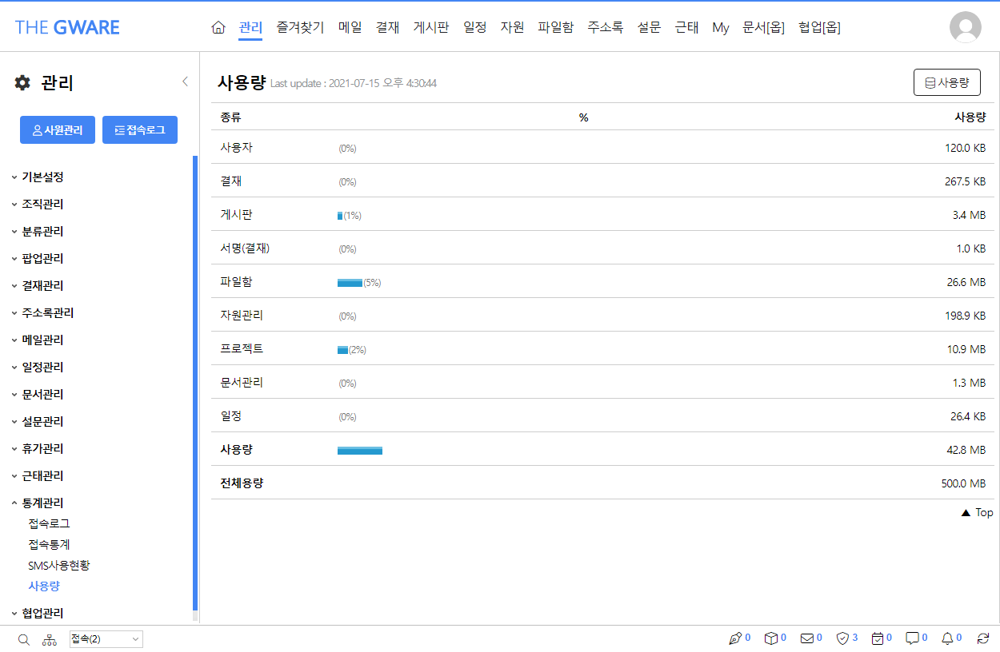 THE GWARE 관리 즐겨찾기 메일 결재 게시판 일정 자원 파일함 주소록 설문 근태 My 문서[옵] 협업[옵]
관리
사원관리 접속로그
기본설정
조직관리
분류관리
팝업관리
결재관리
주소록관리
메일관리
일정관리
문서관리
설문관리
휴가관리
근태관리
통계관리
접속로그
접속통계
SMS사용현황
사용량
협업관리
사용량 Last update : 2021-07-15 오후 4:30:44 사용량
종류 % 사용량
사용자 (0%) 120.0 KB
결재 (0%) 267.5 KB
게시판 (1%) 3.4 MB
서명(결재) (0%) 1.0 KB
파일함 (5%) 26.6 MB
자원관리 (0%) 198.9 KB
프로젝트 (2%) 10.9 MB
문서관리 (0%) 1.3 MB
일정 (0%) 26.4 KB
사용량 42.8 MB
전체용량 500.0 MB
▲ Top
접속(2) 0 0 0 3 0 0 0